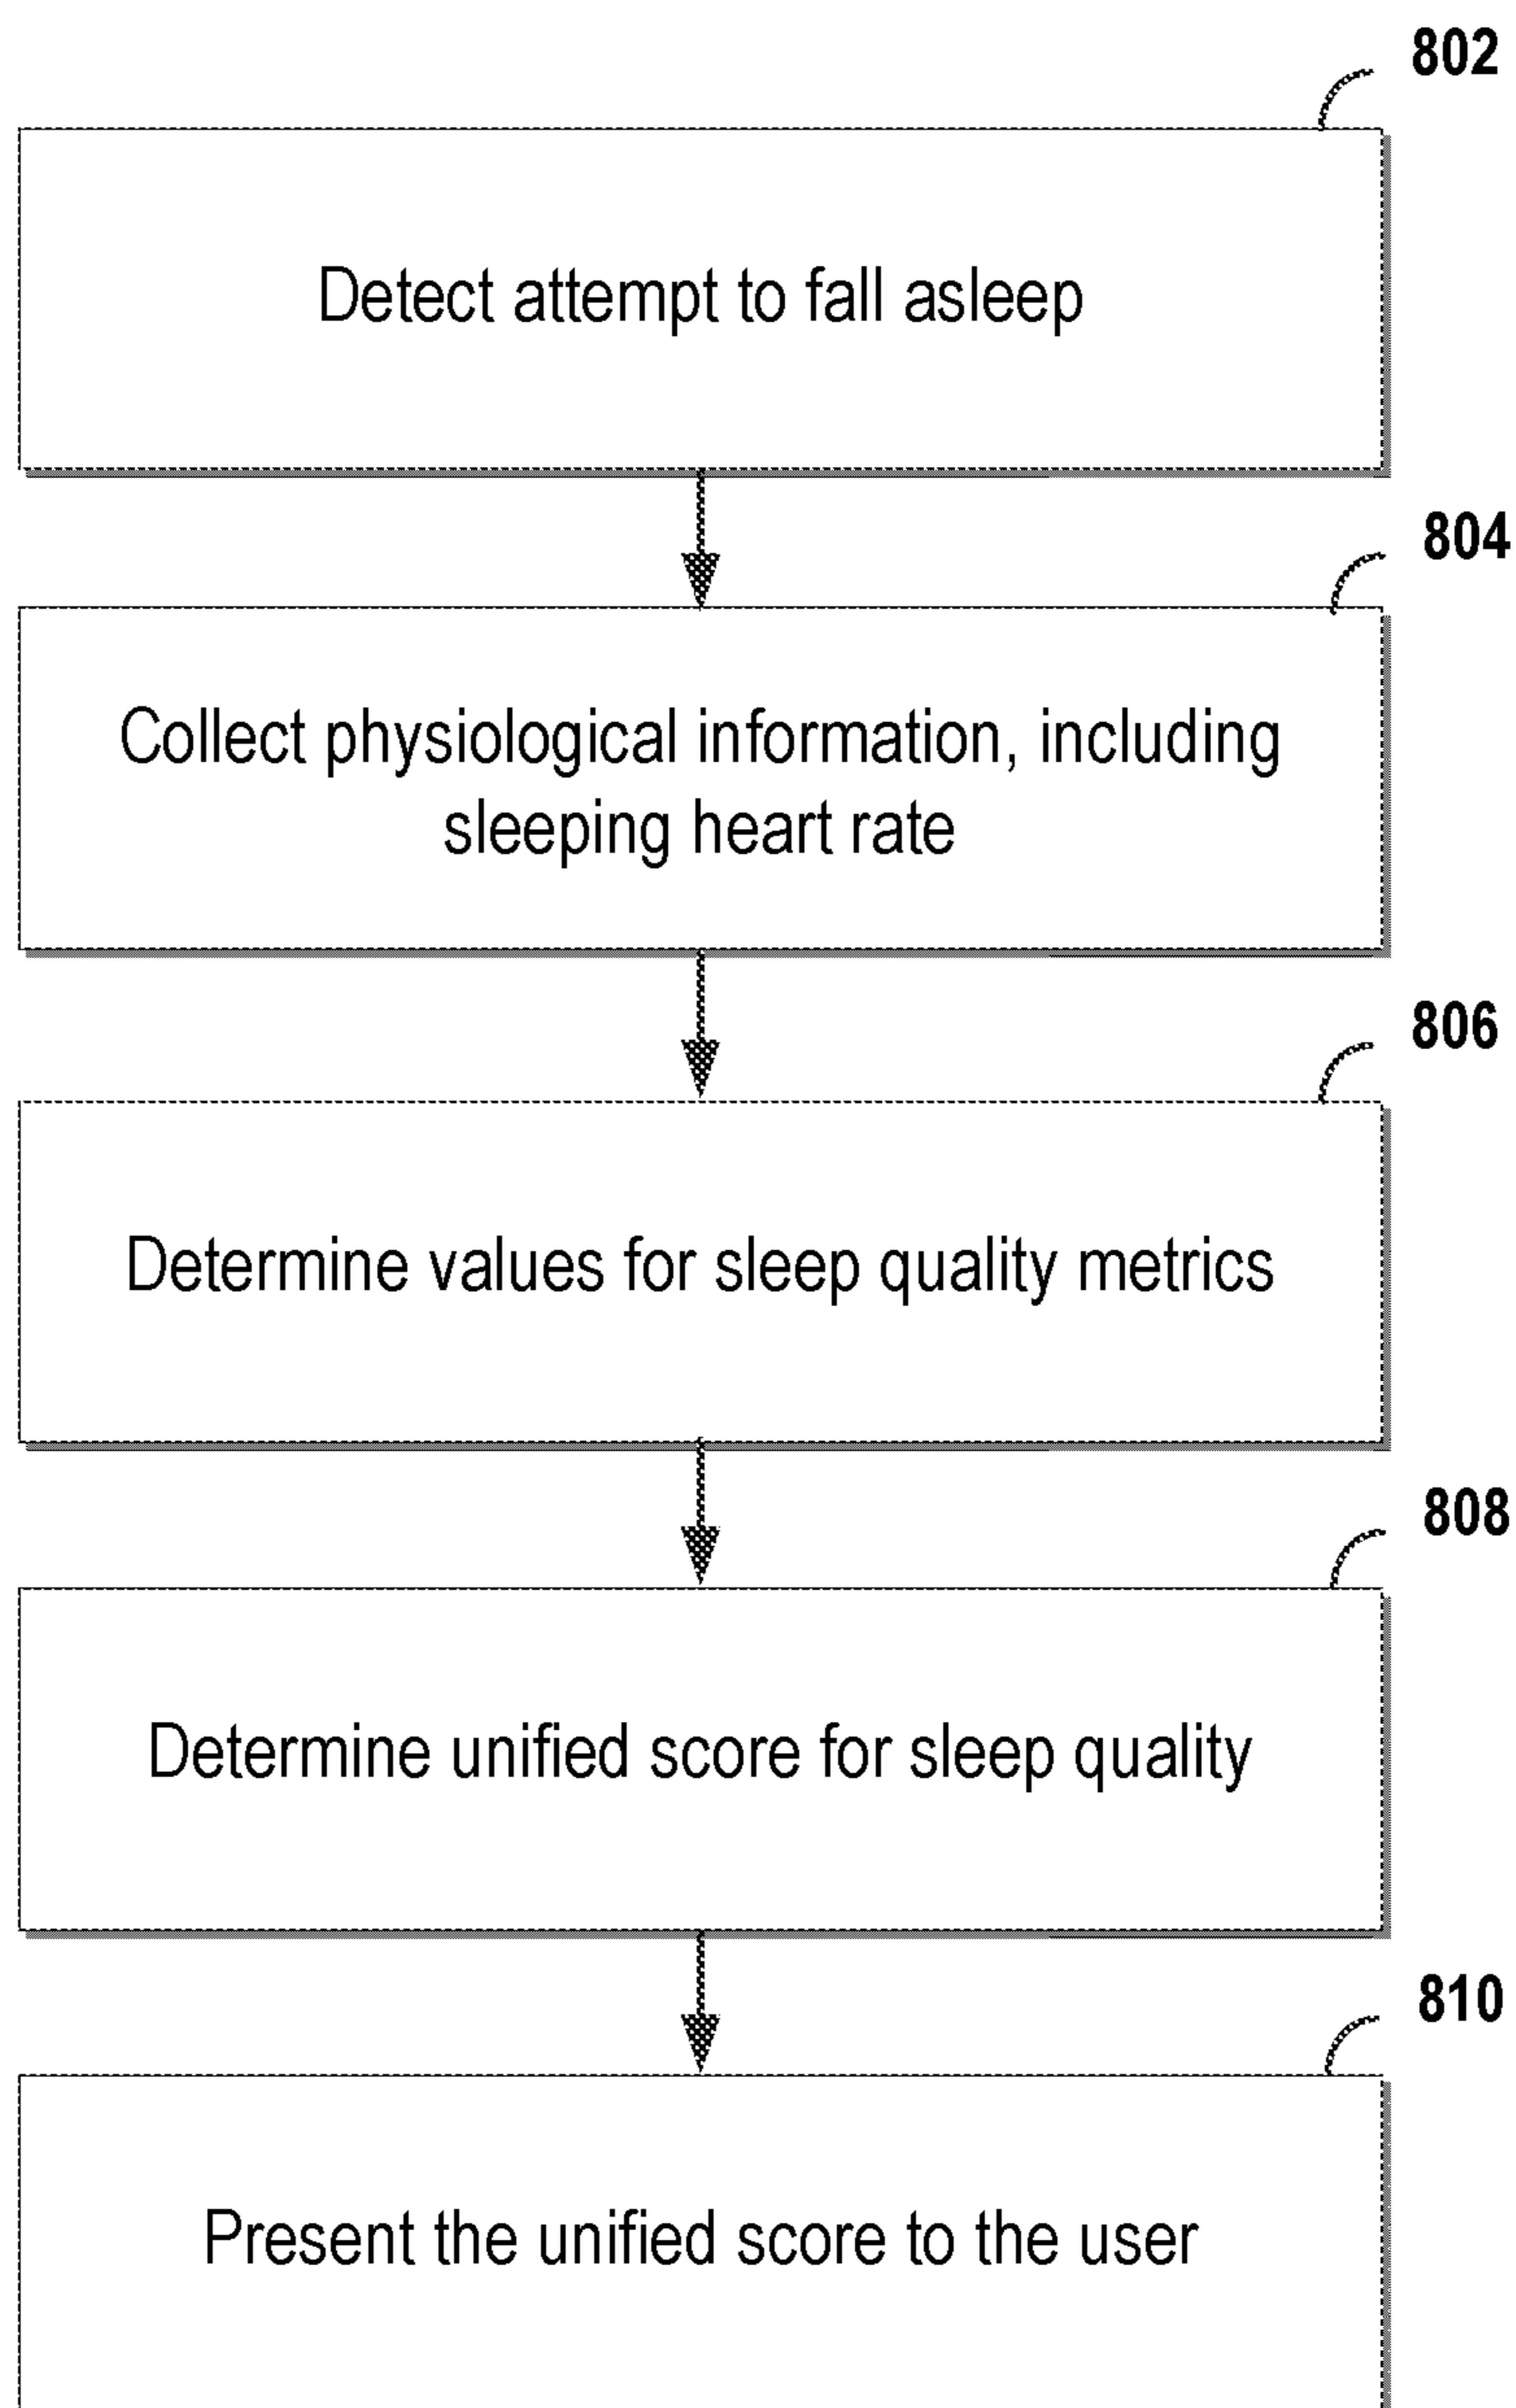 802
Detect attempt to fall asleep
804
Collect physiological information, including
sleeping heart rate
806
Determine values for sleep quality metrics
808
Determine unified score for sleep quality
810
Present the unified score to the user